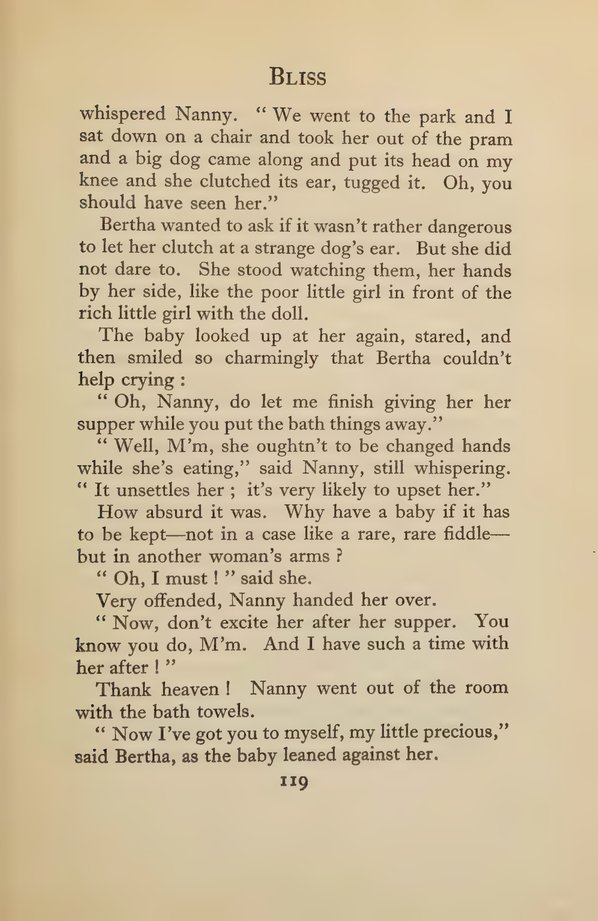 Bliss
whispered Nanny. “ We went to the park and I
sat down on a chair and took her out of the pram
and a big dog came along and put its head on my
knee and she clutched its ear, tugged it. Oh, you
should have seen her.”
Bertha wanted to ask if it wasn’t rather dangerous
to let her clutch at a strange dog’s ear. But she did
not dare to. She stood watching them, her hands
by her side, like the poor little girl in front of the
rich little girl with the doll.
The baby looked up at her again, stared, and
then smiled so charmingly that Bertha couldn’t
help crying :
“ Oh, Nanny, do let me finish giving her her
supper while you put the bath things away.”
“ Well, M’m, she oughtn’t to be changed hands
while she’s eating,” said Nanny, still whispering.
“ It unsettles her ; it’s very likely to upset her.”
How absurd it was. Why have a baby if it has
to be kept—not in a case like a rare, rare fiddle—
but in another woman’s arms ?
“ Oh, I must ! ” said she.
Very offended, Nanny handed her over.
“ Now, don’t excite her after her supper. You
know you do, M’m. And I have such a time with
her after ! ”
Thank heaven ! Nanny went out of the room
with the bath towels.
“ Now I’ve got you to myself, my little precious,”
said Bertha, as the baby leaned against her.
119